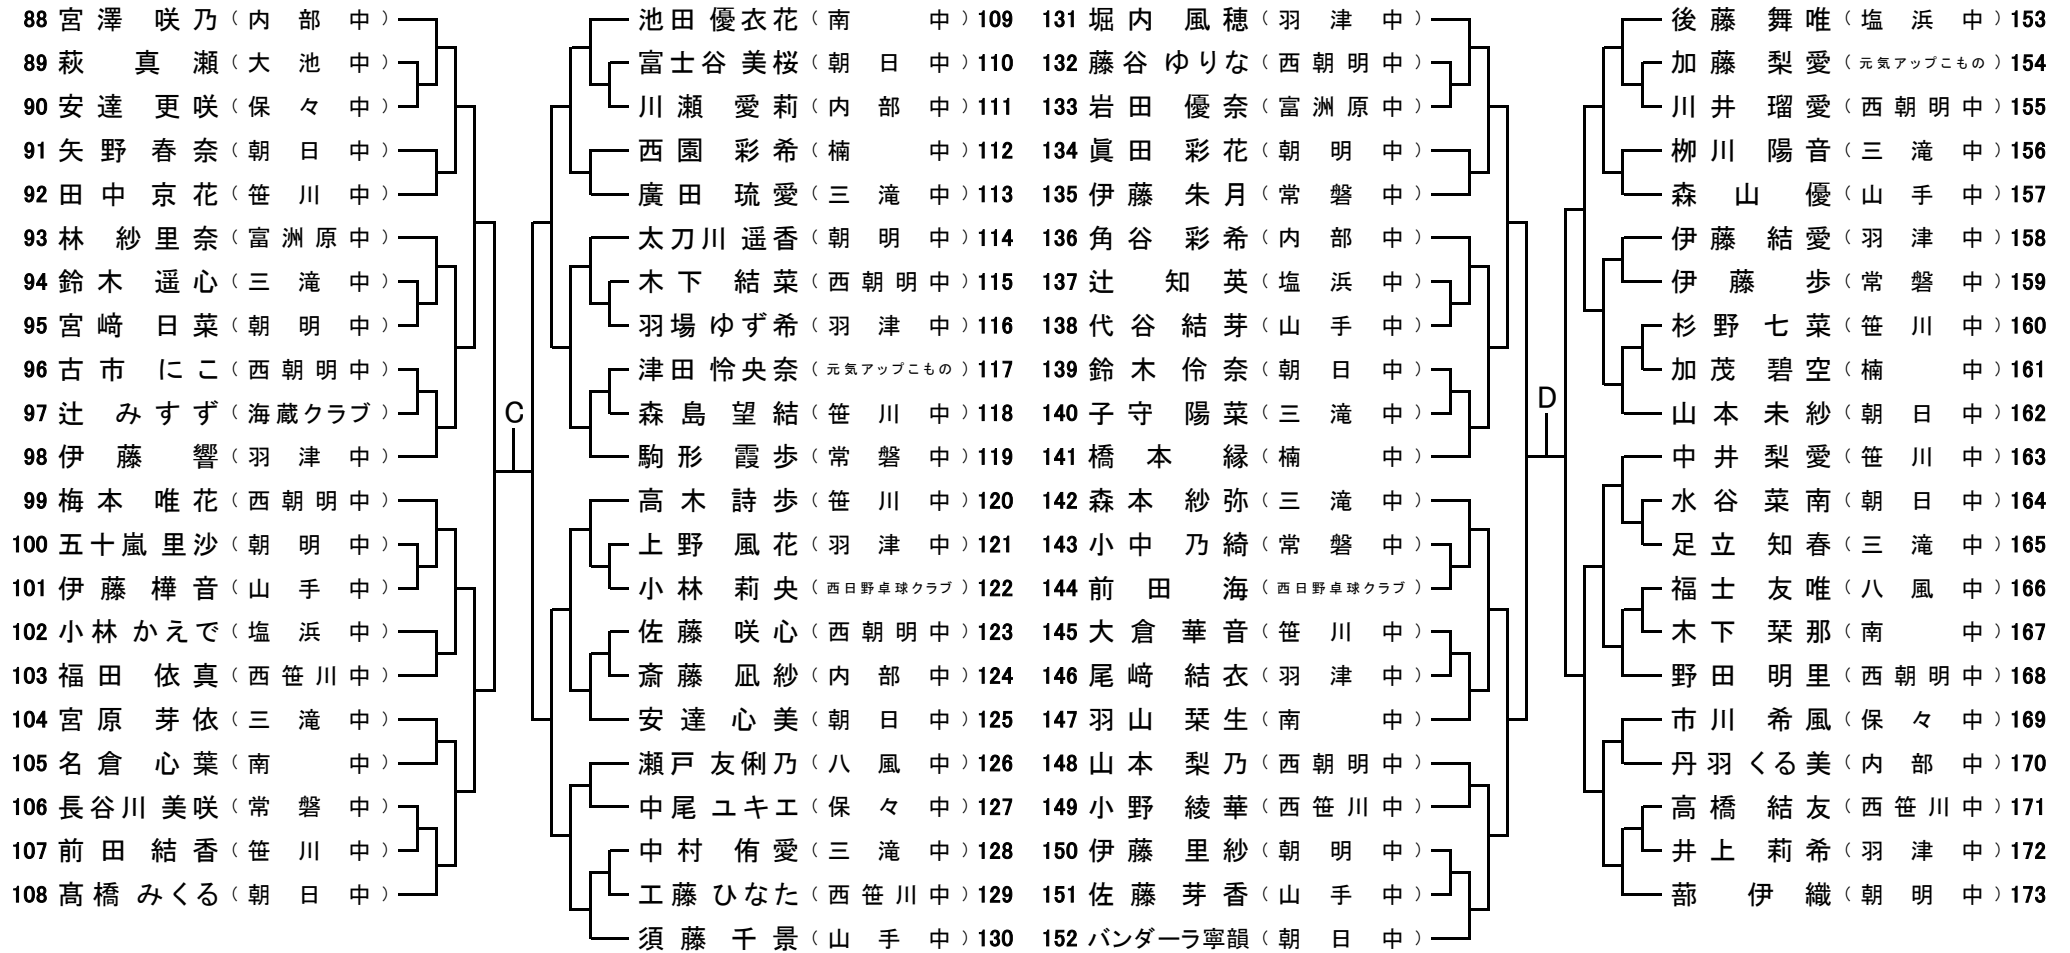 88 宮澤 咲乃（内部中）
89 萩 真瀬（大池中）
90 安達 更咲（保々中）
91 矢野 春奈（朝日中）
92 田中 京花（笹川中）
93 林 紗里奈（富洲原中）
94 鈴木 遥心（三滝中）
95 宮﨑 日菜（朝明中）
96 古市 にこ（西朝明中）
97 辻 みすず（海蔵クラブ）
98 伊藤 響（羽津中）
99 梅本 唯花（西朝明中）
100 五十嵐 里沙（朝明中）
101 伊藤 樺音（山手中）
102 小林 かえで（塩浜中）
103 福田 依真（西笹川中）
104 宮原 芽依（三滝中）
105 名倉 心葉（南中）
106 長谷川 美咲（常磐中）
107 前田 結香（笹川中）
108 髙橋 みくる（朝日中）
C
池田 優衣花（南中）109
富士谷 美桜（朝日中）110
川瀬 愛莉（内部中）111
西園 彩希（楠中）112
廣田 琉愛（三滝中）113
太刀川 遥香（朝明中）114
木下 結菜（西朝明中）115
羽場 ゆず希（羽津中）116
津田 怜央奈（元気アップこもの）117
森島 望結（笹川中）118
駒形 霞歩（常磐中）119
高木 詩歩（笹川中）120
上野 風花（羽津中）121
小林 莉央（西日野卓球クラブ）122
佐藤 咲心（西朝明中）123
斎藤 凪紗（内部中）124
安達 心美（朝日中）125
瀬戸 友俐乃（八風中）126
中尾 ユキエ（保々中）127
中村 侑愛（三滝中）128
工藤 ひなた（西笹川中）129
須藤 千景（山手中）130
131 堀内 風穂（羽津中）
132 藤谷 ゆりな（西朝明中）
133 岩田 優奈（富洲原中）
134 眞田 彩花（朝明中）
135 伊藤 朱月（常磐中）
136 角谷 彩希（内部中）
137 辻 知英（塩浜中）
138 代谷 結芽（山手中）
139 鈴木 伶奈（朝日中）
140 子守 陽菜（三滝中）
141 橋本 縁（楠中）
142 森本 紗弥（三滝中）
143 小中 乃綺（常磐中）
144 前田 海（西日野卓球クラブ）
145 大倉 華音（笹川中）
146 尾﨑 結衣（羽津中）
147 羽山 栞生（南中）
148 山本 梨乃（西朝明中）
149 小野 綾華（西笹川中）
150 伊藤 里紗（朝明中）
151 佐藤 芽香（山手中）
152 バンダーラ寧韻（朝日中）
D
後藤 舞唯（塩浜中）153
加藤 梨愛（元気アップこもの）154
川井 瑠愛（西朝明中）155
栁川 陽音（三滝中）156
森山 優（山手中）157
伊藤 結愛（羽津中）158
伊藤 歩（常磐中）159
杉野 七菜（笹川中）160
加茂 碧空（楠中）161
山本 未紗（朝日中）162
中井 梨愛（笹川中）163
水谷 菜南（朝日中）164
足立 知春（三滝中）165
福士 友唯（八風中）166
木下 栞那（南中）167
野田 明里（西朝明中）168
市川 希風（保々中）169
丹羽 くる美（内部中）170
高橋 結友（西笹川中）171
井上 莉希（羽津中）172
蔀 伊織（朝明中）173